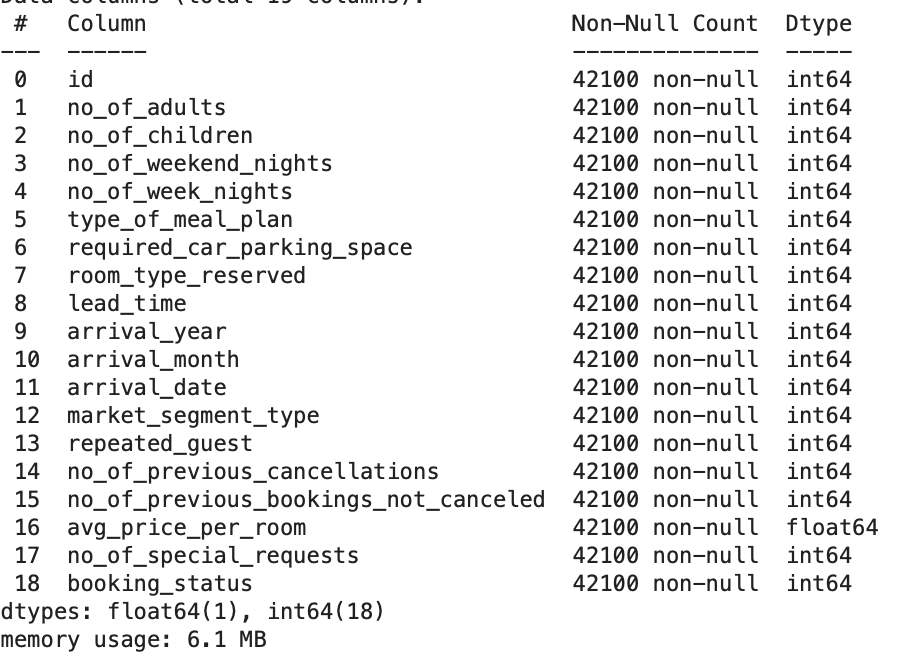 Data columns (total 19 columns):
 #   Column                                Non-Null Count  Dtype
---  ------                                --------------  -----
 0   id                                    42100 non-null  int64
 1   no_of_adults                          42100 non-null  int64
 2   no_of_children                        42100 non-null  int64
 3   no_of_weekend_nights                  42100 non-null  int64
 4   no_of_week_nights                     42100 non-null  int64
 5   type_of_meal_plan                     42100 non-null  int64
 6   required_car_parking_space            42100 non-null  int64
 7   room_type_reserved                    42100 non-null  int64
 8   lead_time                             42100 non-null  int64
 9   arrival_year                          42100 non-null  int64
 10  arrival_month                         42100 non-null  int64
 11  arrival_date                          42100 non-null  int64
 12  market_segment_type                   42100 non-null  int64
 13  repeated_guest                        42100 non-null  int64
 14  no_of_previous_cancellations          42100 non-null  int64
 15  no_of_previous_bookings_not_canceled  42100 non-null  int64
 16  avg_price_per_room                    42100 non-null  float64
 17  no_of_special_requests                42100 non-null  int64
 18  booking_status                        42100 non-null  int64
dtypes: float64(1), int64(18)
memory usage: 6.1 MB